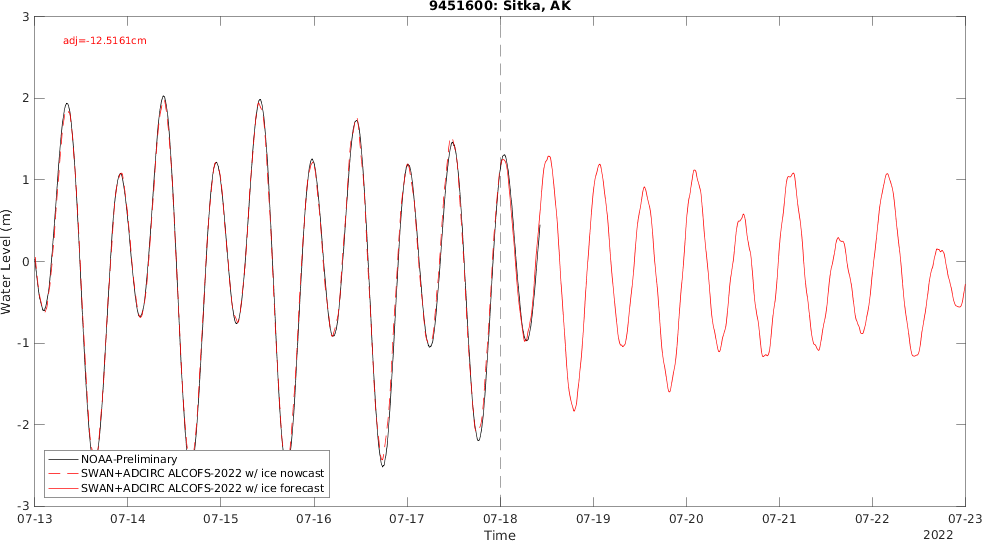 9451600: Sitka, AK
adj=-12.5161cm
3
2
1
0
-1
-2
-3
Water Level (m)
NOAA-Preliminary
SWAN+ADCIRC ALCOFS-2022 w/ ice nowcast
SWAN+ADCIRC ALCOFS-2022 w/ ice forecast
07-13 07-14 07-15 07-16 07-17 07-18 07-19 07-20 07-21 07-22 07-23
Time
2022